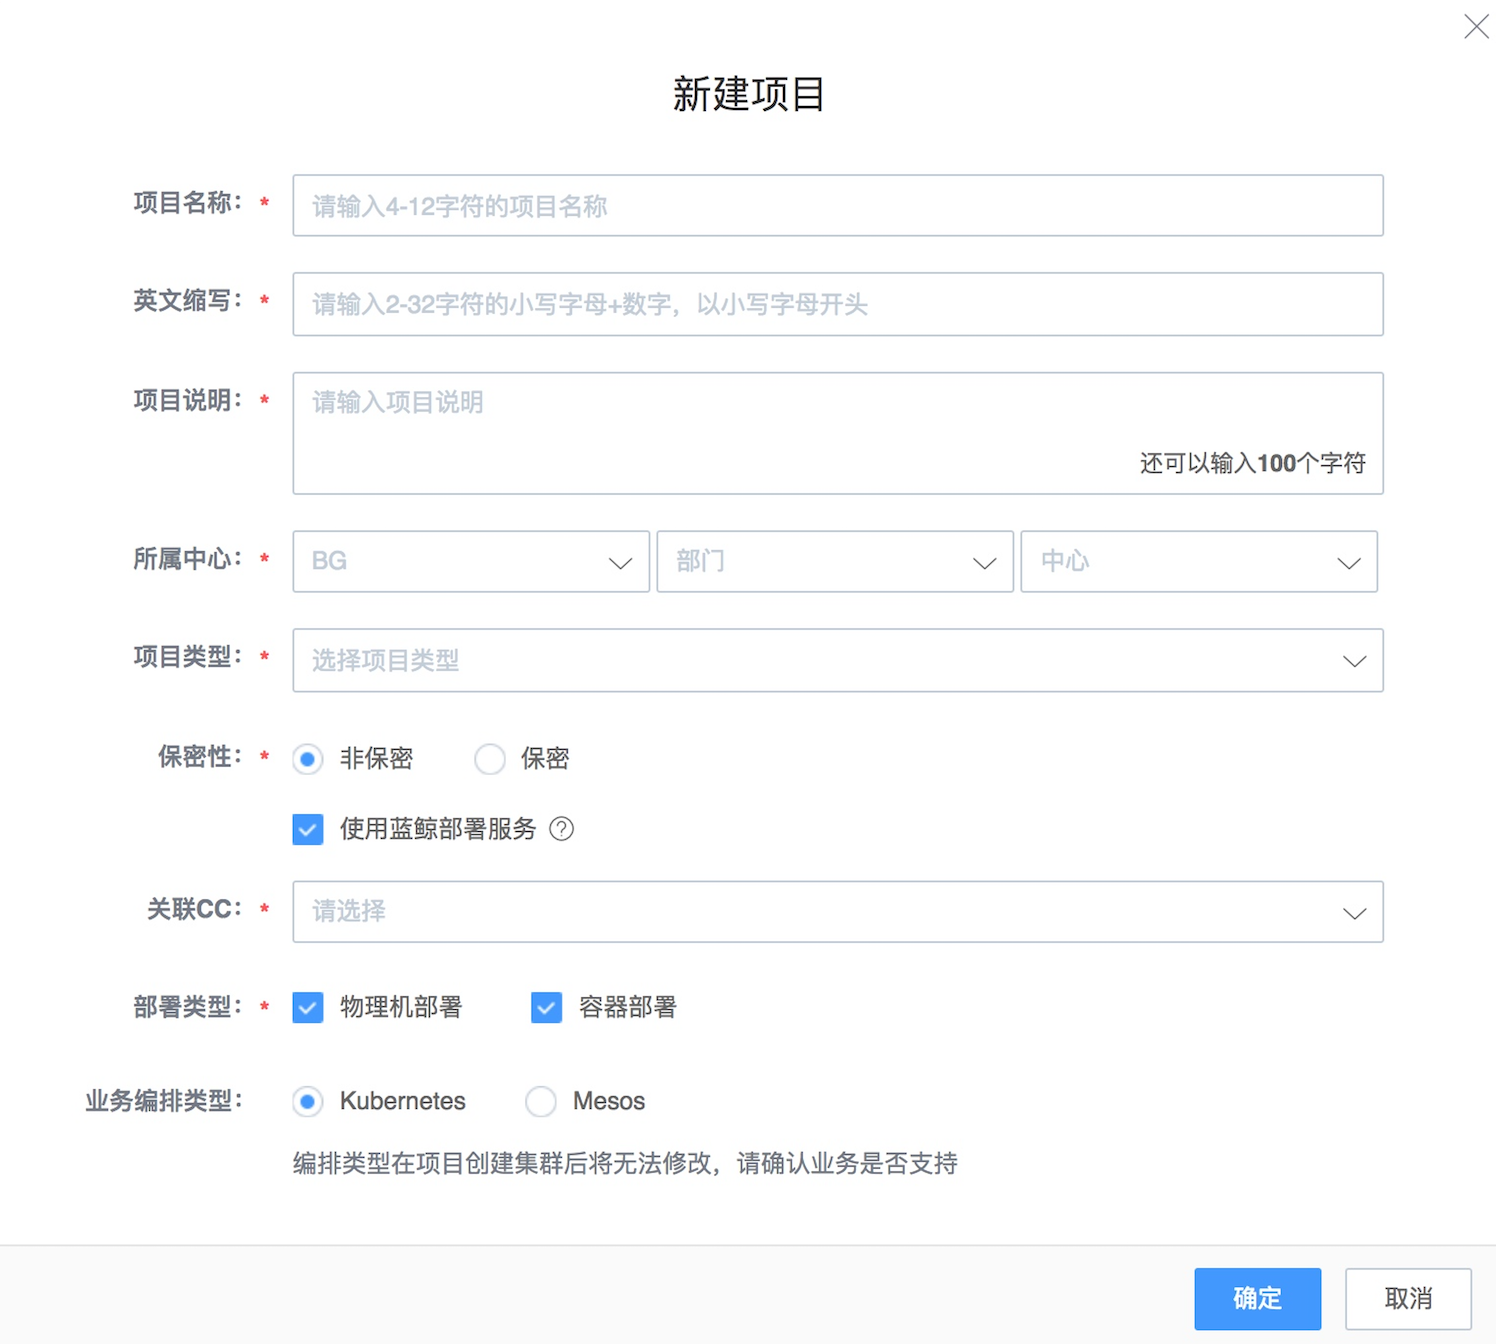 新建项目
项目名称： * 请输入4-12字符的项目名称
英文缩写： * 请输入2-32字符的小写字母+数字，以小写字母开头
项目说明： * 请输入项目说明
还可以输入100个字符
所属中心： * BG 部门 中心
项目类型： * 选择项目类型
保密性： * 非保密 保密
使用蓝鲸部署服务 ?
关联CC： * 请选择
部署类型： * 物理机部署 容器部署
业务编排类型： Kubernetes Mesos
编排类型在项目创建集群后将无法修改，请确认业务是否支持
确定 取消